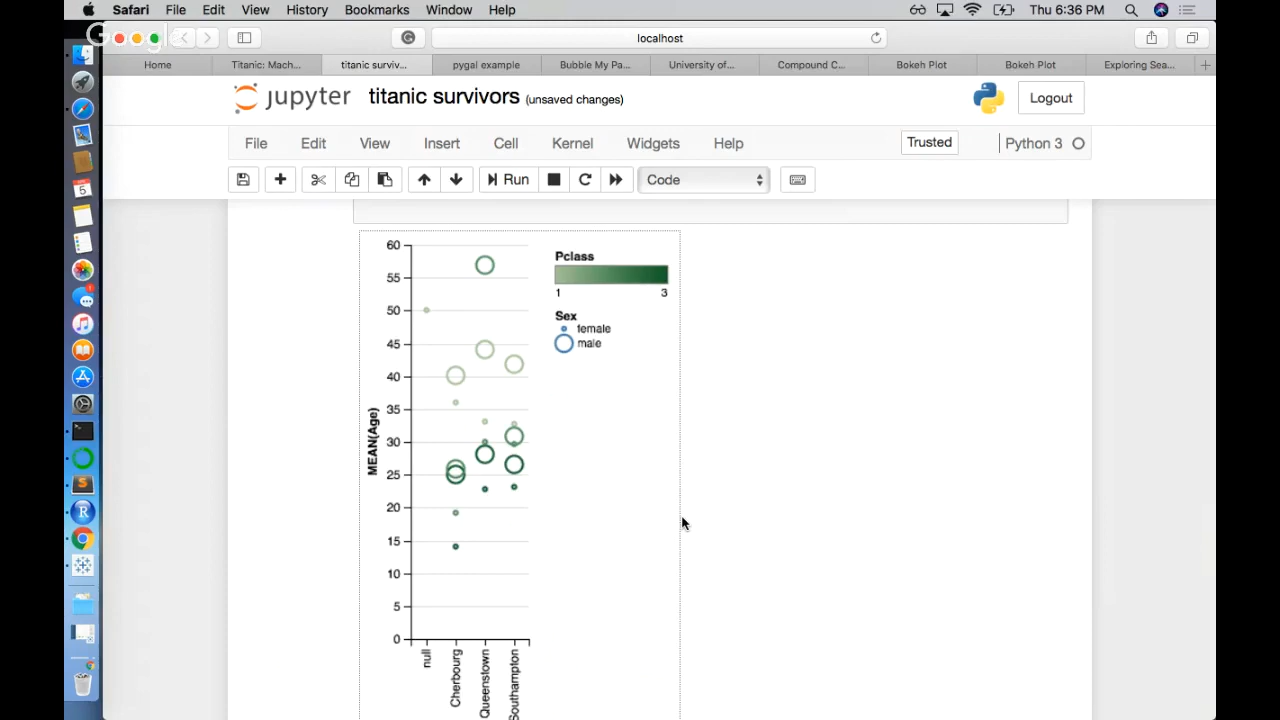 Safari File Edit View History Bookmarks Window Help Thu 6:36 PM
Google
localhost
Home Titanic: Mach... titanic surviv... pygal example Bubble My Pa... University of... Compound C... Bokeh Plot Bokeh Plot Exploring Sea...
jupyter titanic survivors (unsaved changes) Logout
File Edit View Insert Cell Kernel Widgets Help Trusted Python 3
Run Code
60
55
50
45
40
35
30
25
20
15
10
5
0
MEAN(Age)
null
Cherbourg
Queenstown
Southampton
Pclass
1 3
Sex
female
male